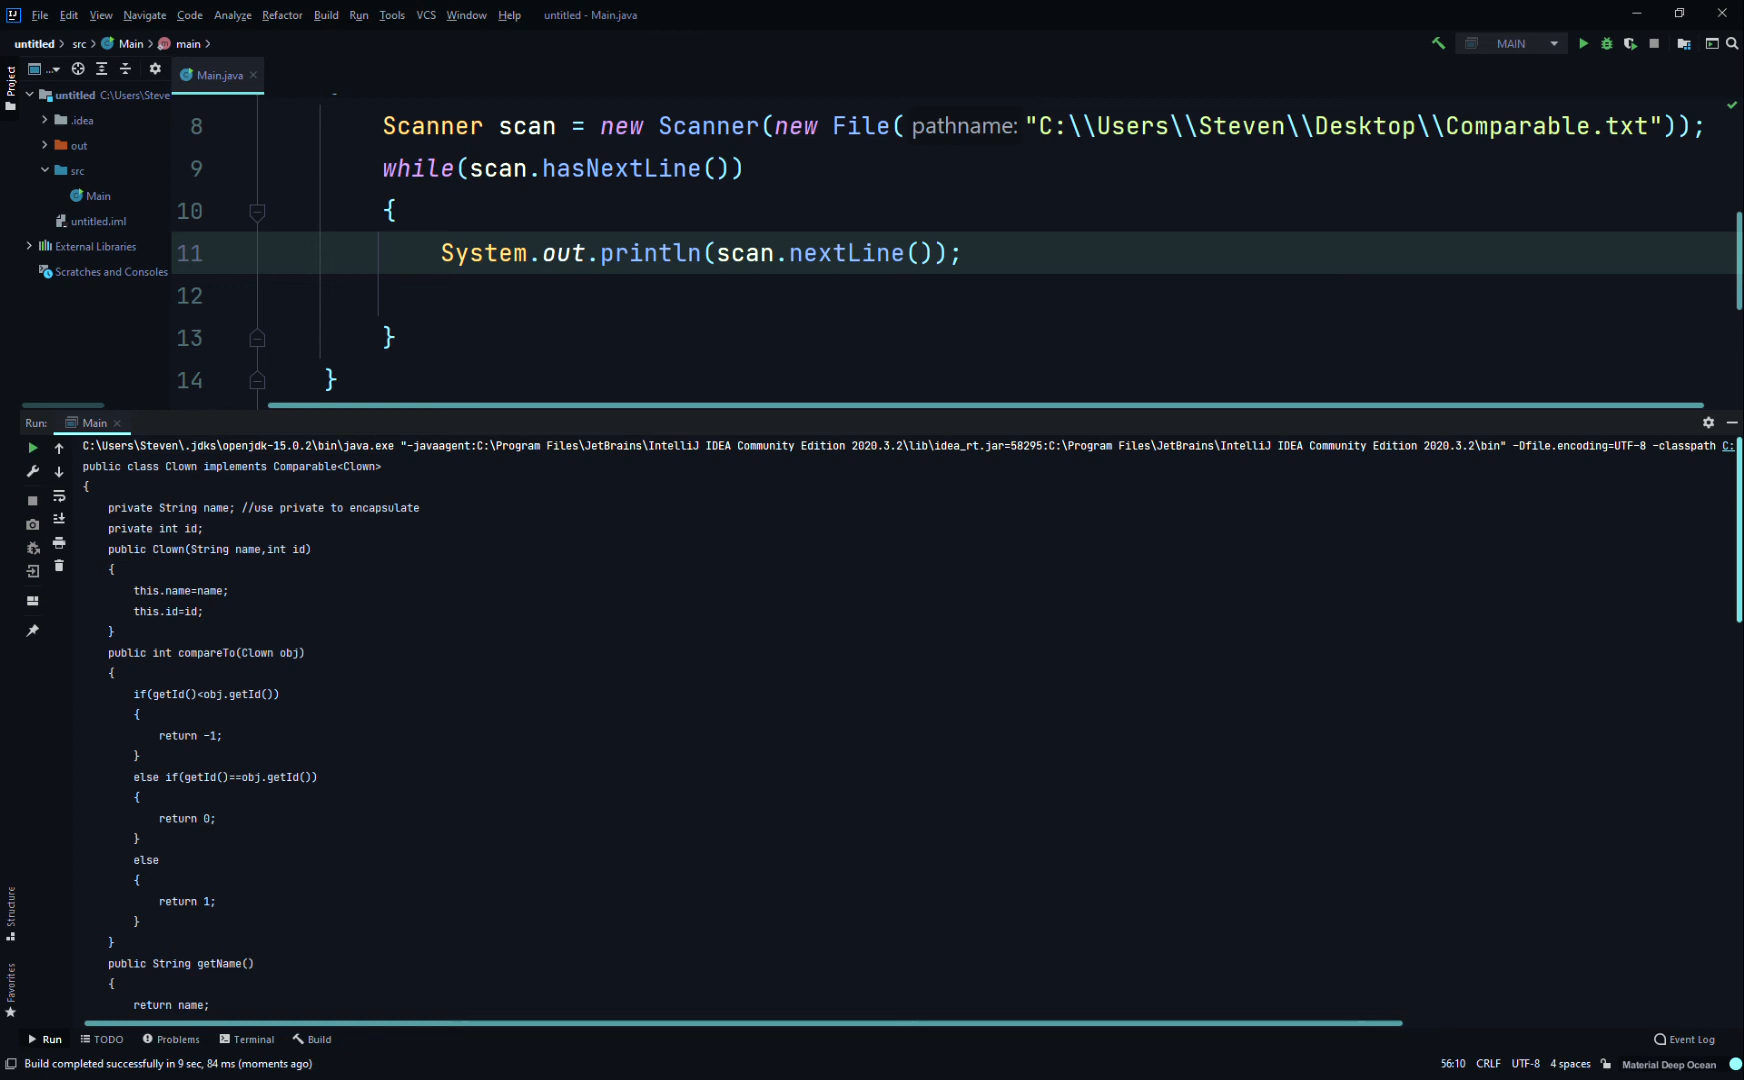 File Edit View Navigate Code Analyze Refactor Build Run Tools VCS Window Help untitled - Main.java
untitled > src > Main > main >
MAIN
Project
... Main.java ×
untitled C:\Users\Steve
.idea
out
src
Main
untitled.iml
External Libraries
Scratches and Consoles
8 Scanner scan = new Scanner(new File( pathname: "C:\\Users\\Steven\\Desktop\\Comparable.txt"));
9 while(scan.hasNextLine())
10 {
11 System.out.println(scan.nextLine());
12
13 }
14 }
Run: Main ×
C:\Users\Steven\.jdks\openjdk-15.0.2\bin\java.exe "-javaagent:C:\Program Files\JetBrains\IntelliJ IDEA Community Edition 2020.3.2\lib\idea_rt.jar=58295:C:\Program Files\JetBrains\IntelliJ IDEA Community Edition 2020.3.2\bin" -Dfile.encoding=UTF-8 -classpath C:
public class Clown implements Comparable<Clown>
{
private String name; //use private to encapsulate
private int id;
public Clown(String name,int id)
{
this.name=name;
this.id=id;
}
public int compareTo(Clown obj)
{
if(getId()<obj.getId())
{
return -1;
}
else if(getId()==obj.getId())
{
return 0;
}
else
{
return 1;
}
}
public String getName()
{
return name;
Structure
Favorites
Run TODO Problems Terminal Build Event Log
Build completed successfully in 9 sec, 84 ms (moments ago) 56:10 CRLF UTF-8 4 spaces Material Deep Ocean